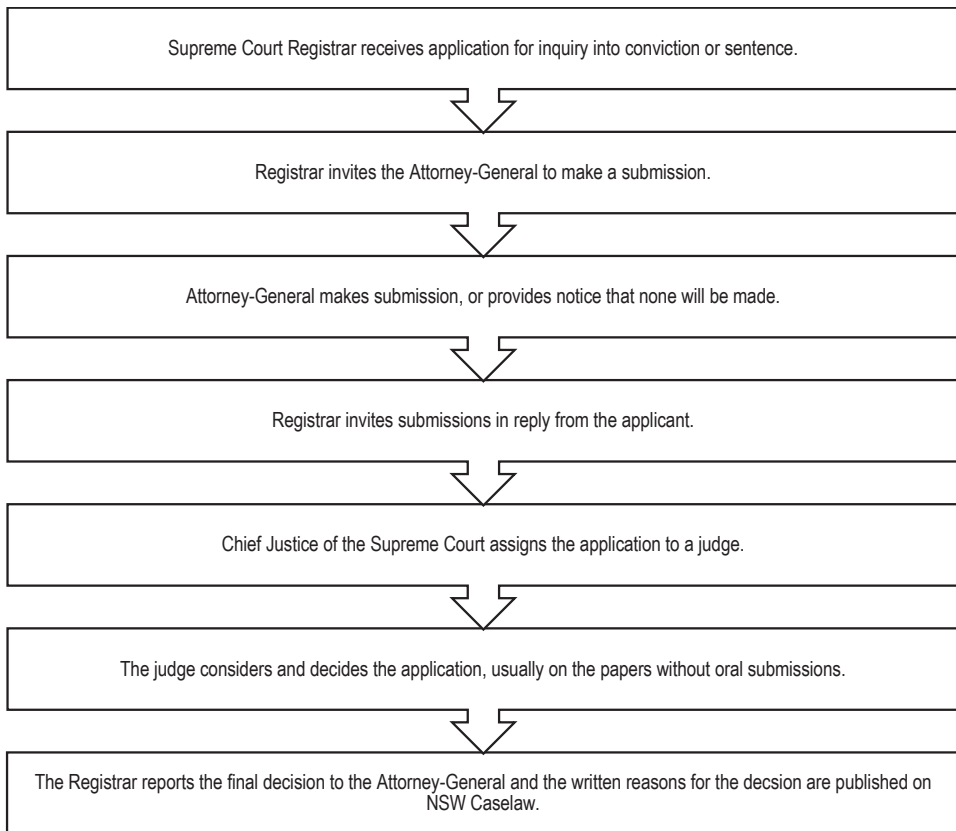 Supreme Court Registrar receives application for inquiry into conviction or sentence.
Registrar invites the Attorney-General to make a submission.
Attorney-General makes submission, or provides notice that none will be made.
Registrar invites submissions in reply from the applicant.
Chief Justice of the Supreme Court assigns the application to a judge.
The judge considers and decides the application, usually on the papers without oral submissions.
The Registrar reports the final decision to the Attorney-General and the written reasons for the decsion are published on
NSW Caselaw.